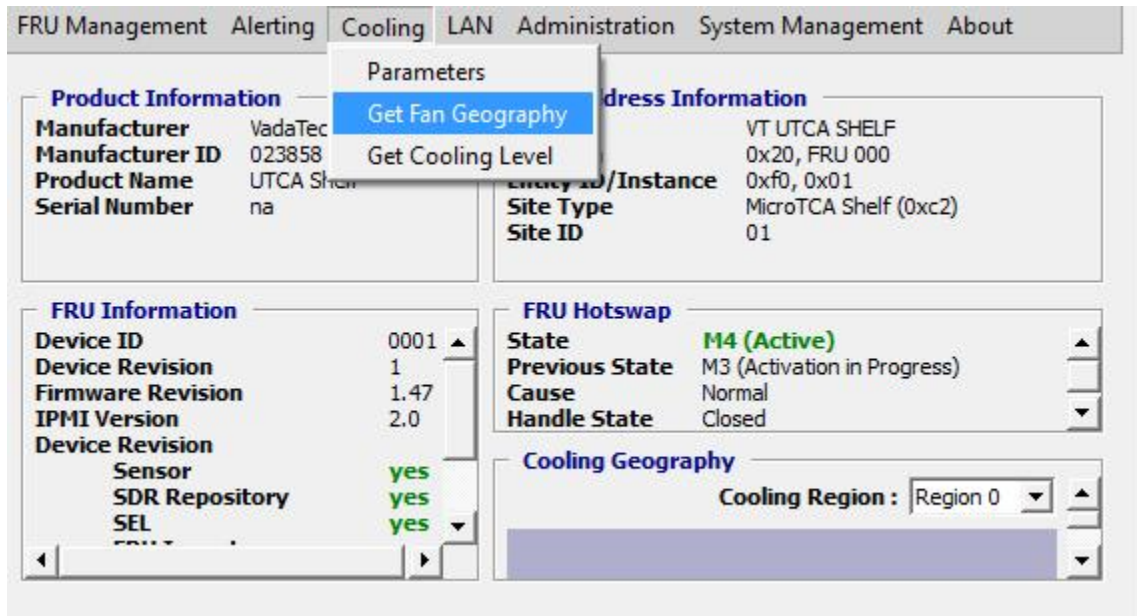 FRU Management Alerting Cooling LAN Administration System Management About
Parameters
Get Fan Geography
Get Cooling Level
Product Information
Manufacturer VadaTec
Manufacturer ID 023858
Product Name UTCA
Serial Number na
Information
VT UTCA SHELF
0x20, FRU 000
ID/Instance 0xf0, 0x01
Site Type MicroTCA Shelf (0xc2)
Site ID 01
FRU Information
Device ID 0001
Device Revision 1
Firmware Revision 1.47
IPMI Version 2.0
Device Revision
Sensor yes
SDR Repository yes
SEL yes
FRU Hotswap
State M4 (Active)
Previous State M3 (Activation in Progress)
Cause Normal
Handle State Closed
Cooling Geography
Cooling Region : Region 0